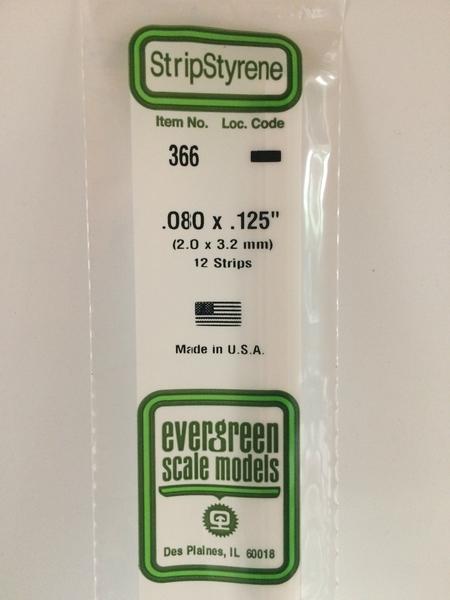 StripStyrene
Item No. Loc. Code
366
.080 x .125"
(2.0 x 3.2 mm)
12 Strips
Made in U.S.A.
evergreen
scale models
Des Plaines, IL 60018